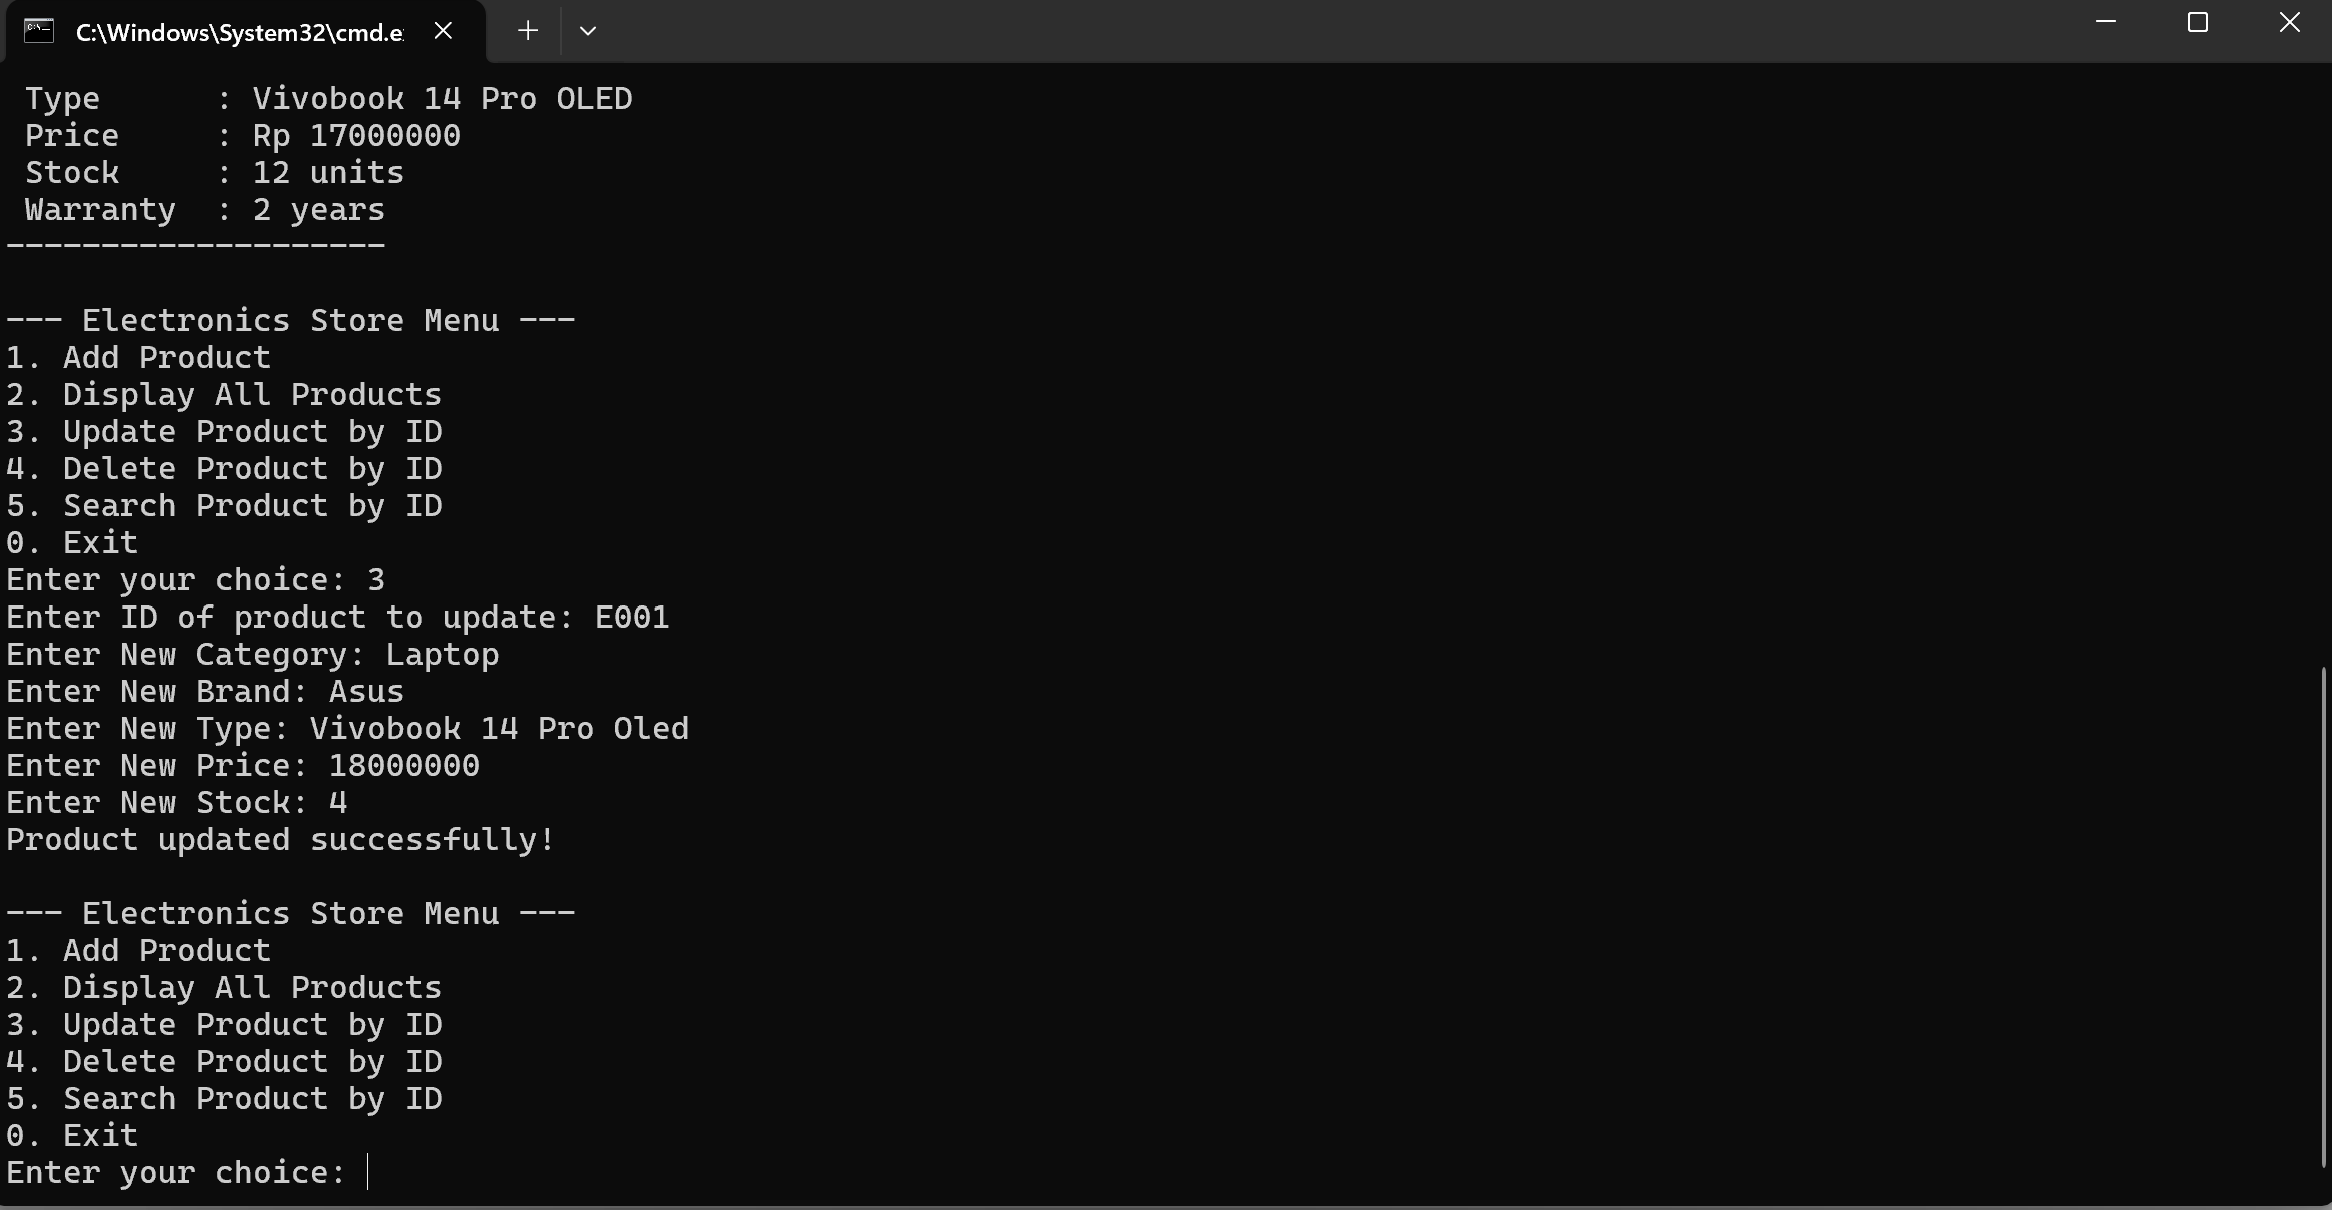 C:\Windows\System32\cmd.e
Type      : Vivobook 14 Pro OLED
Price     : Rp 17000000
Stock     : 12 units
Warranty  : 2 years
--------------------
--- Electronics Store Menu ---
1. Add Product
2. Display All Products
3. Update Product by ID
4. Delete Product by ID
5. Search Product by ID
0. Exit
Enter your choice: 3
Enter ID of product to update: E001
Enter New Category: Laptop
Enter New Brand: Asus
Enter New Type: Vivobook 14 Pro Oled
Enter New Price: 18000000
Enter New Stock: 4
Product updated successfully!
--- Electronics Store Menu ---
1. Add Product
2. Display All Products
3. Update Product by ID
4. Delete Product by ID
5. Search Product by ID
0. Exit
Enter your choice: